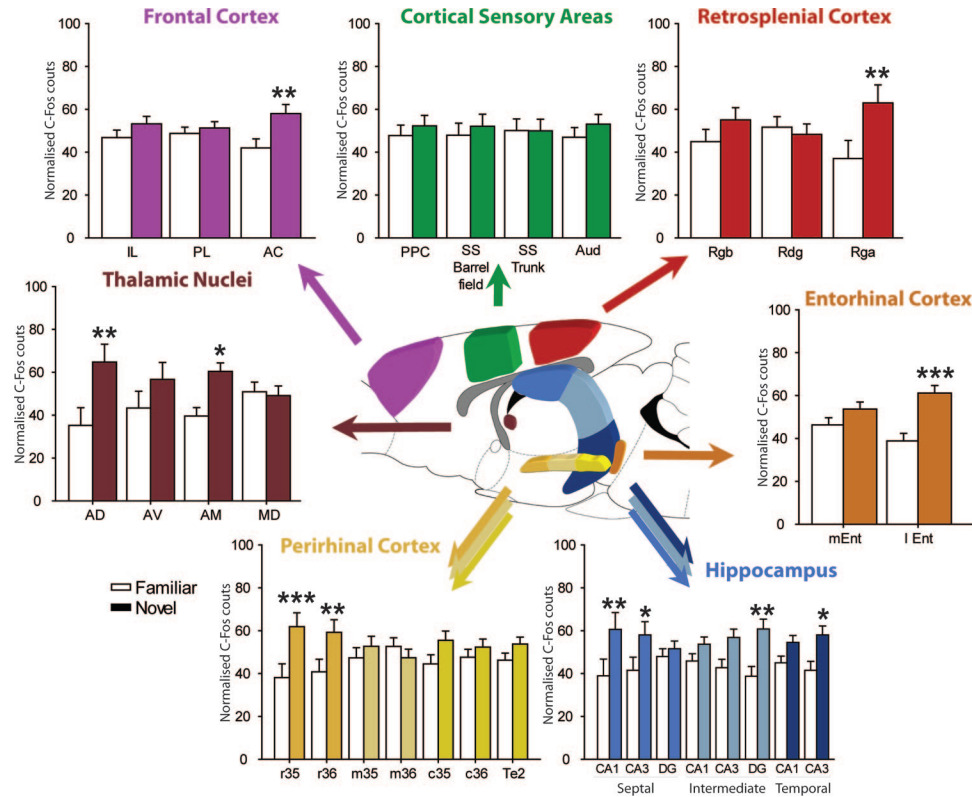 Frontal Cortex
Normalised C-Fos couts
100
80
60
40
20
0
**
IL PL AC
Cortical Sensory Areas
Normalised C-Fos couts
100
80
60
40
20
0
PPC SS Barrel field SS Trunk Aud
Retrosplenial Cortex
Normalised C-Fos couts
100
80
60
40
20
0
**
Rgb Rdg Rga
Thalamic Nuclei
Normalised C-Fos couts
100
80
60
40
20
0
** *
AD AV AM MD
Entorhinal Cortex
Normalised C-Fos couts
100
80
60
40
20
0
***
mEnt l Ent
Familiar
Novel
Perirhinal Cortex
Normalised C-Fos couts
100
80
60
40
20
0
*** **
r35 r36 m35 m36 c35 c36 Te2
Hippocampus
Normalised C-Fos couts
100
80
60
40
20
0
** * ** *
CA1 CA3 DG CA1 CA3 DG CA1 CA3
Septal Intermediate Temporal